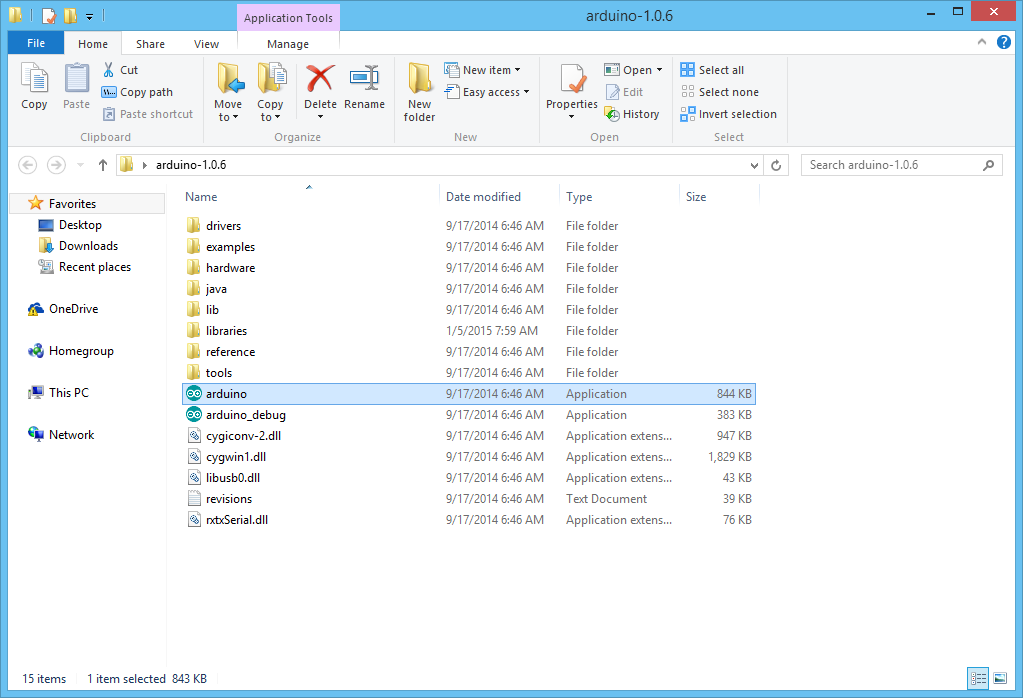 Application Tools
arduino-1.0.6
File Home Share View Manage
Copy
Paste
Cut
Copy path
Paste shortcut
Clipboard
Move to
Copy to
Delete
Rename
Organize
New folder
New item
Easy access
New
Properties
Open
Edit
History
Open
Select all
Select none
Invert selection
Select
arduino-1.0.6
Search arduino-1.0.6
Favorites
Desktop
Downloads
Recent places
OneDrive
Homegroup
This PC
Network
Name Date modified Type Size
drivers 9/17/2014 6:46 AM File folder
examples 9/17/2014 6:46 AM File folder
hardware 9/17/2014 6:46 AM File folder
java 9/17/2014 6:46 AM File folder
lib 9/17/2014 6:46 AM File folder
libraries 1/5/2015 7:59 AM File folder
reference 9/17/2014 6:46 AM File folder
tools 9/17/2014 6:46 AM File folder
arduino 9/17/2014 6:46 AM Application 844 KB
arduino_debug 9/17/2014 6:46 AM Application 383 KB
cygiconv-2.dll 9/17/2014 6:46 AM Application extens... 947 KB
cygwin1.dll 9/17/2014 6:46 AM Application extens... 1,829 KB
libusb0.dll 9/17/2014 6:46 AM Application extens... 43 KB
revisions 9/17/2014 6:46 AM Text Document 39 KB
rxtxSerial.dll 9/17/2014 6:46 AM Application extens... 76 KB
15 items 1 item selected 843 KB